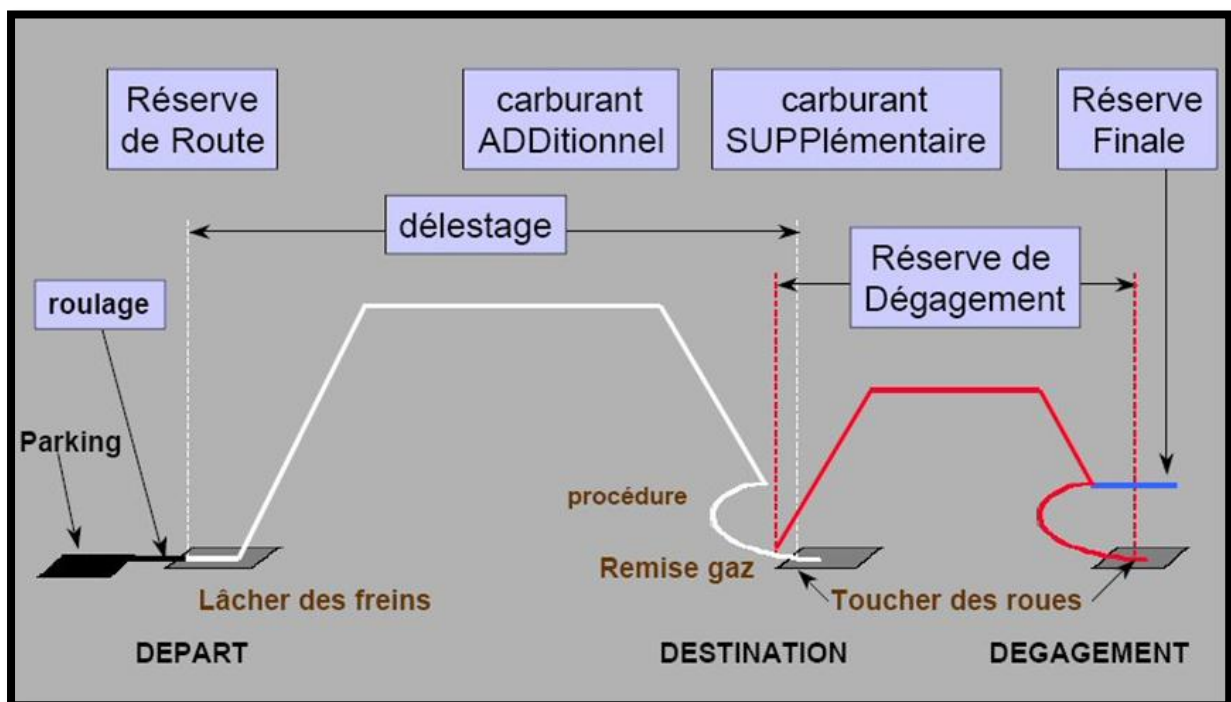 Réserve
de Route
carburant
ADDitionnel
carburant
SUPPlémentaire
Réserve
Finale
délestage
Réserve de
Dégagement
roulage
Parking
procédure
Remise gaz
Lâcher des freins
Toucher des roues
DEPART
DESTINATION
DEGAGEMENT